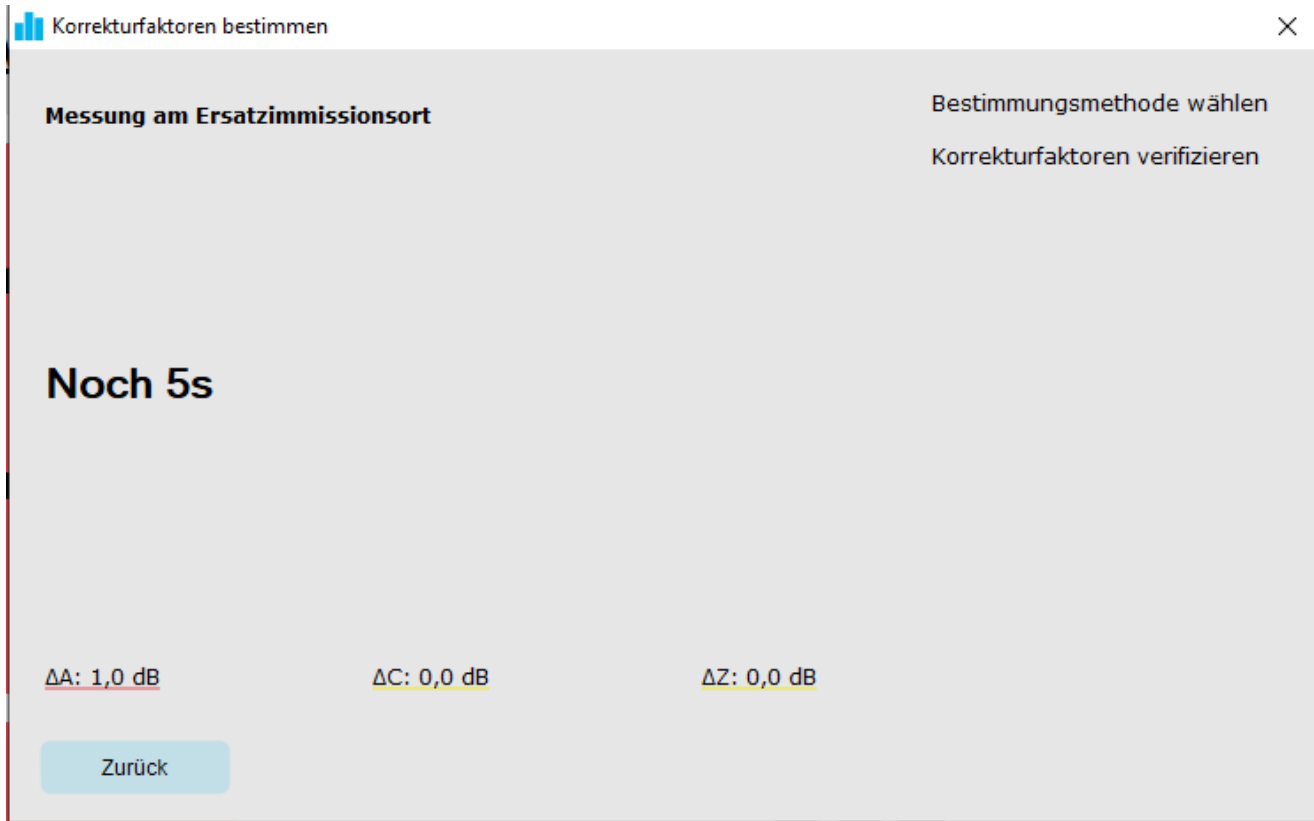 Korrekturfaktoren bestimmen
Messung am Ersatzimmissionsort
Bestimmungsmethode wählen
Korrekturfaktoren verifizieren
Noch 5s
ΔA: 1,0 dB
ΔC: 0,0 dB
ΔZ: 0,0 dB
Zurück